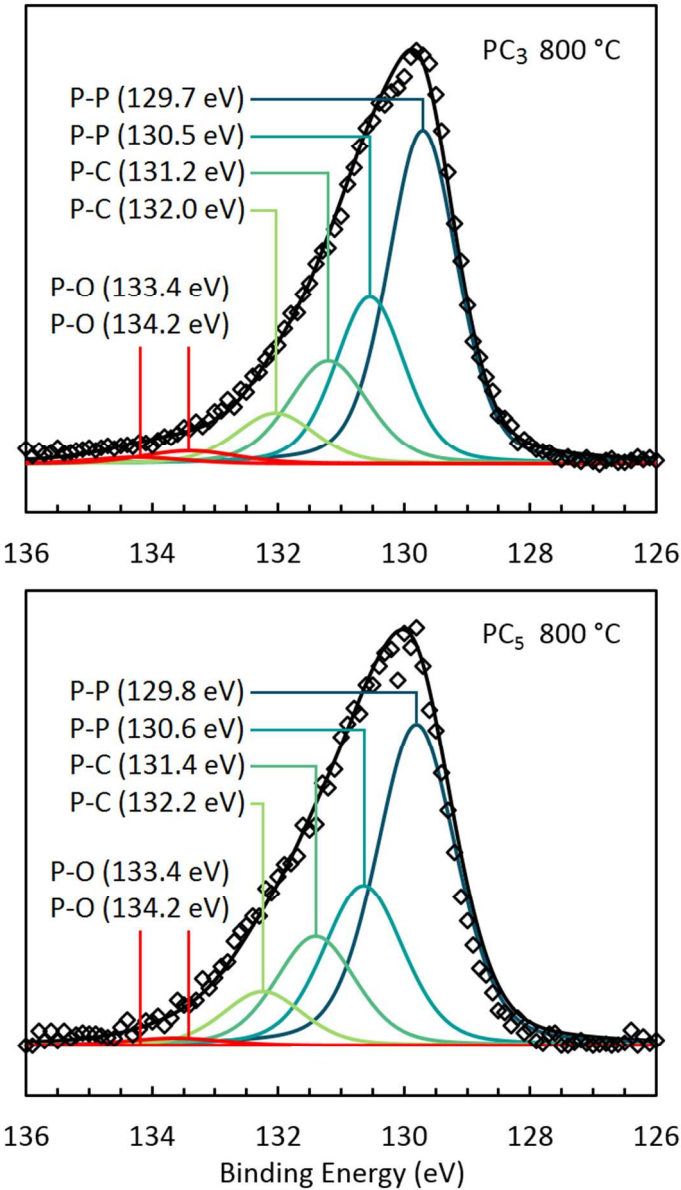 PC₃ 800 °C
P-P (129.7 eV)
P-P (130.5 eV)
P-C (131.2 eV)
P-C (132.0 eV)
P-O (133.4 eV)
P-O (134.2 eV)
136 134 132 130 128 126
PC₅ 800 °C
P-P (129.8 eV)
P-P (130.6 eV)
P-C (131.4 eV)
P-C (132.2 eV)
P-O (133.4 eV)
P-O (134.2 eV)
136 134 132 130 128 126
Binding Energy (eV)